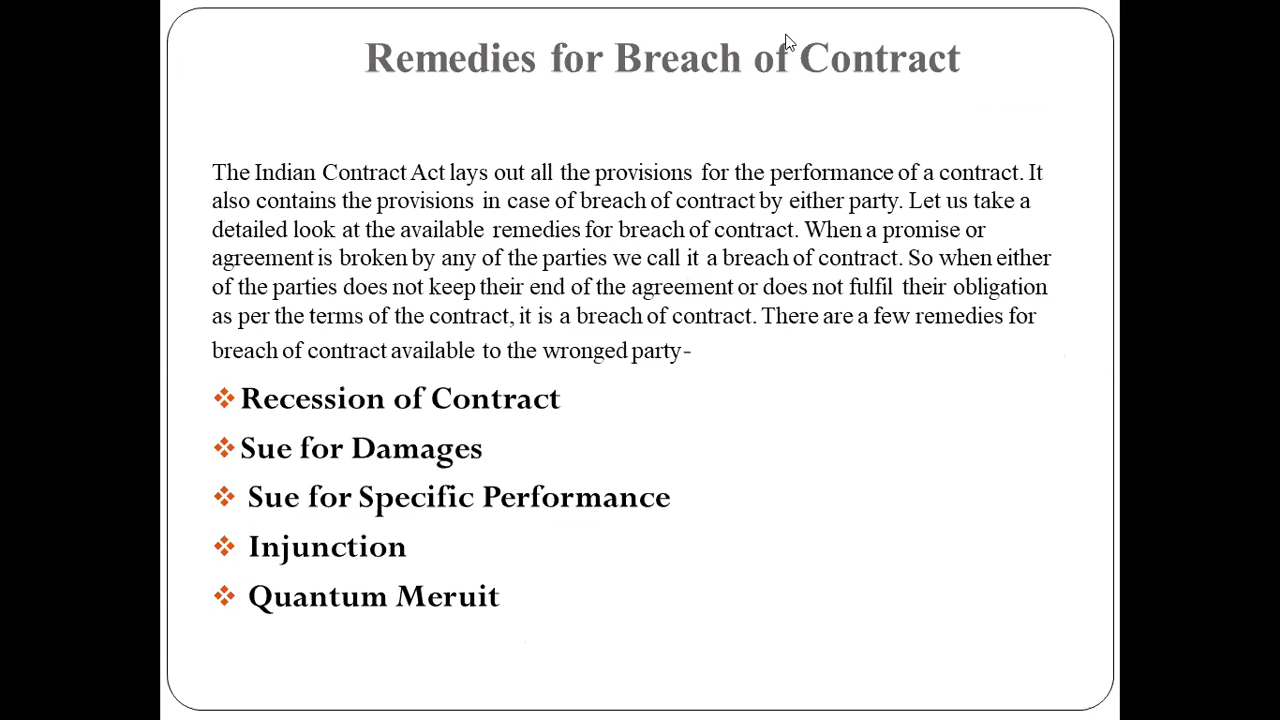 Remedies for Breach of Contract
The Indian Contract Act lays out all the provisions for the performance of a contract. It
also contains the provisions in case of breach of contract by either party. Let us take a
detailed look at the available remedies for breach of contract. When a promise or
agreement is broken by any of the parties we call it a breach of contract. So when either
of the parties does not keep their end of the agreement or does not fulfil their obligation
as per the terms of the contract, it is a breach of contract. There are a few remedies for
breach of contract available to the wronged party-
❖ Recession of Contract
❖ Sue for Damages
❖ Sue for Specific Performance
❖ Injunction
❖ Quantum Meruit